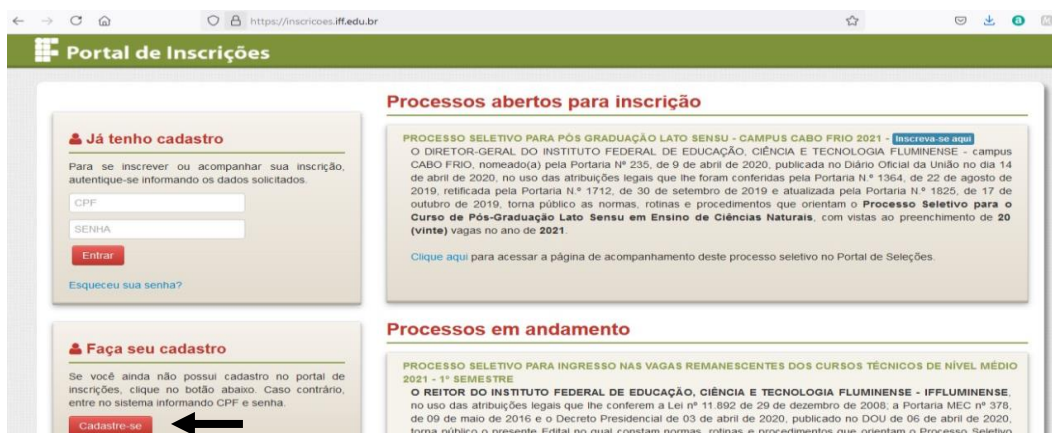 https://inscricoes.iff.edu.br
Portal de Inscrições
Já tenho cadastro
Para se inscrever ou acompanhar sua inscrição,
autentique-se informando os dados solicitados.
CPF
SENHA
Entrar
Esqueceu sua senha?
Faça seu cadastro
Se você ainda não possui cadastro no portal de
inscrições, clique no botão abaixo. Caso contrário,
entre no sistema informando CPF e senha.
Cadastre-se
Processos abertos para inscrição
PROCESSO SELETIVO PARA PÓS GRADUAÇÃO LATO SENSU - CAMPUS CABO FRIO 2021 - Inscreva-se aqui
O DIRETOR-GERAL DO INSTITUTO FEDERAL DE EDUCAÇÃO, CIÊNCIA E TECNOLOGIA FLUMINENSE - campus
CABO FRIO, nomeado(a) pela Portaria Nº 235, de 9 de abril de 2020, publicada no Diário Oficial da União no dia 14
de abril de 2020, no uso das atribuições legais que lhe foram conferidas pela Portaria N.º 1364, de 22 de agosto de
2019, retificada pela Portaria N.º 1712, de 30 de setembro de 2019 e atualizada pela Portaria N.º 1825, de 17 de
outubro de 2019, torna público as normas, rotinas e procedimentos que orientam o Processo Seletivo para o
Curso de Pós-Graduação Lato Sensu em Ensino de Ciências Naturais, com vistas ao preenchimento de 20
(vinte) vagas no ano de 2021.
Clique aqui para acessar a página de acompanhamento deste processo seletivo no Portal de Seleções.
Processos em andamento
PROCESSO SELETIVO PARA INGRESSO NAS VAGAS REMANESCENTES DOS CURSOS TÉCNICOS DE NÍVEL MÉDIO
2021 - 1º SEMESTRE
O REITOR DO INSTITUTO FEDERAL DE EDUCAÇÃO, CIÊNCIA E TECNOLOGIA FLUMINENSE - IFFLUMINENSE,
no uso das atribuições legais que lhe conferem a Lei nº 11.892 de 29 de dezembro de 2008; a Portaria MEC nº 378,
de 09 de maio de 2016 e o Decreto Presidencial de 03 de abril de 2020, publicado no DOU de 06 de abril de 2020,
torna público o presente Edital no qual constam normas, rotinas e procedimentos que orientam o Processo Seletivo